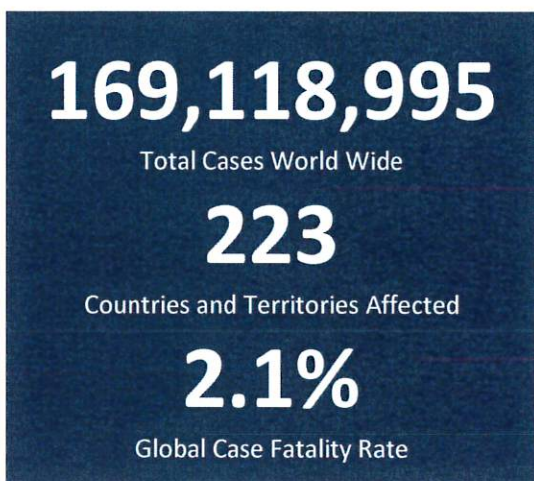 169,118,995
Total Cases World Wide
223
Countries and Territories Affected
2.1%
Global Case Fatality Rate